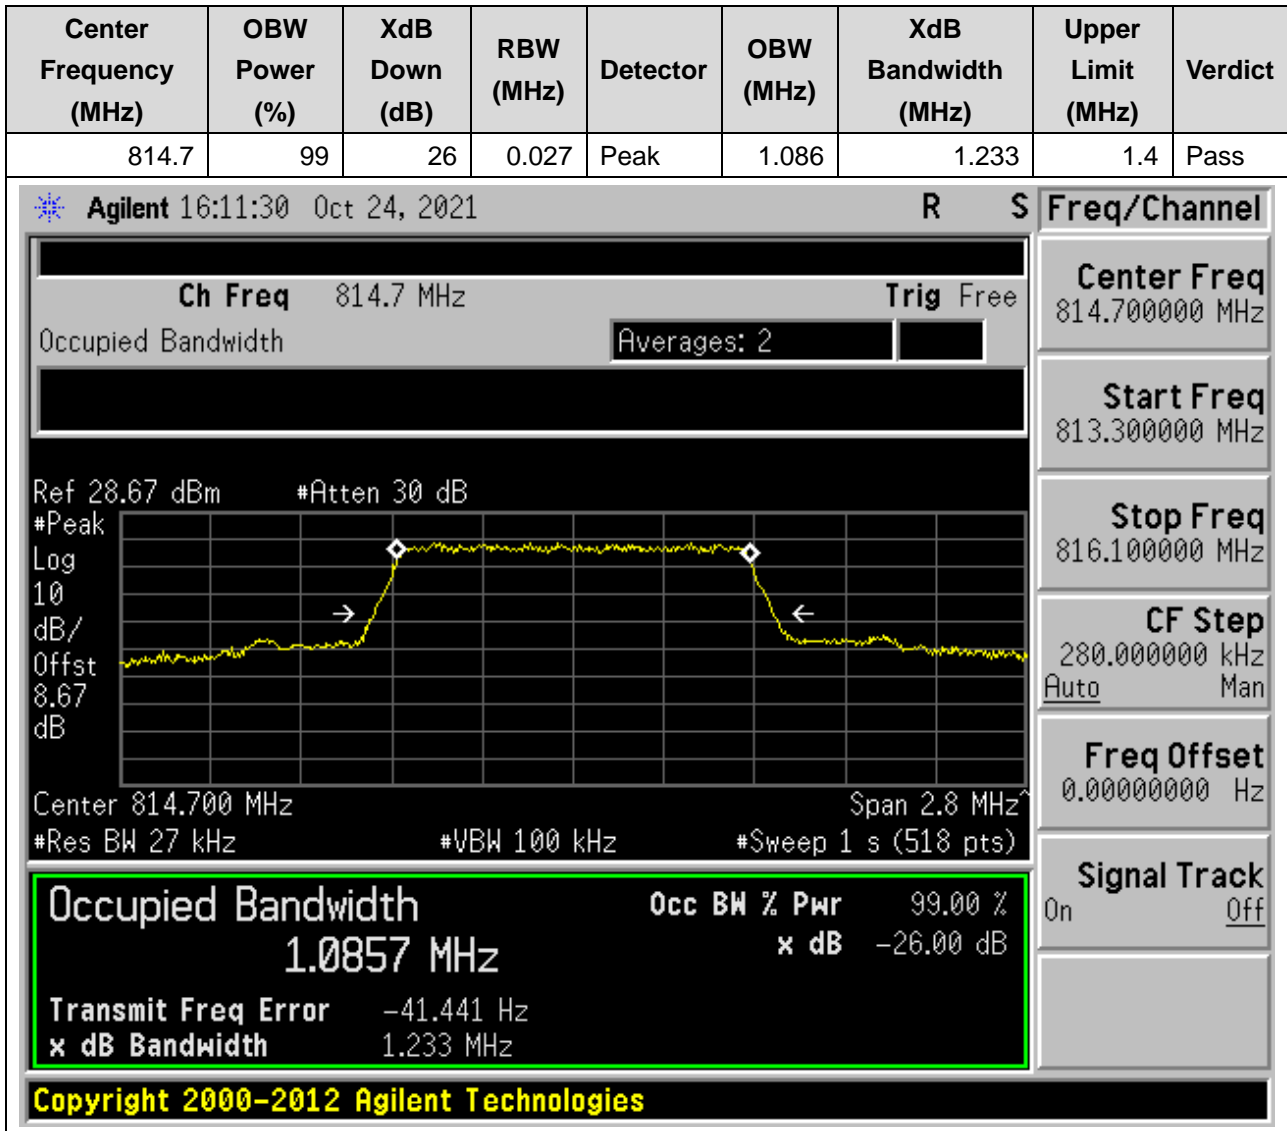 Center Frequency (MHz) OBW Power (%) XdB Down (dB) RBW (MHz) Detector OBW (MHz) XdB Bandwidth (MHz) Upper Limit (MHz) Verdict
814.7 99 26 0.027 Peak 1.086 1.233 1.4 Pass
Agilent 16:11:30 Oct 24, 2021 R S
Ch Freq 814.7 MHz Trig Free
Occupied Bandwidth Averages: 2
Ref 28.67 dBm #Atten 30 dB
#Peak
Log
10
dB/
Offst
8.67
dB
Center 814.700 MHz Span 2.8 MHz^
#Res BW 27 kHz #VBW 100 kHz #Sweep 1 s (518 pts)
Occupied Bandwidth Occ BW % Pwr 99.00 %
1.0857 MHz x dB -26.00 dB
Transmit Freq Error -41.441 Hz
x dB Bandwidth 1.233 MHz
Copyright 2000-2012 Agilent Technologies
Freq/Channel
Center Freq
814.700000 MHz
Start Freq
813.300000 MHz
Stop Freq
816.100000 MHz
CF Step
280.000000 kHz
Auto Man
Freq Offset
0.00000000 Hz
Signal Track
On Off